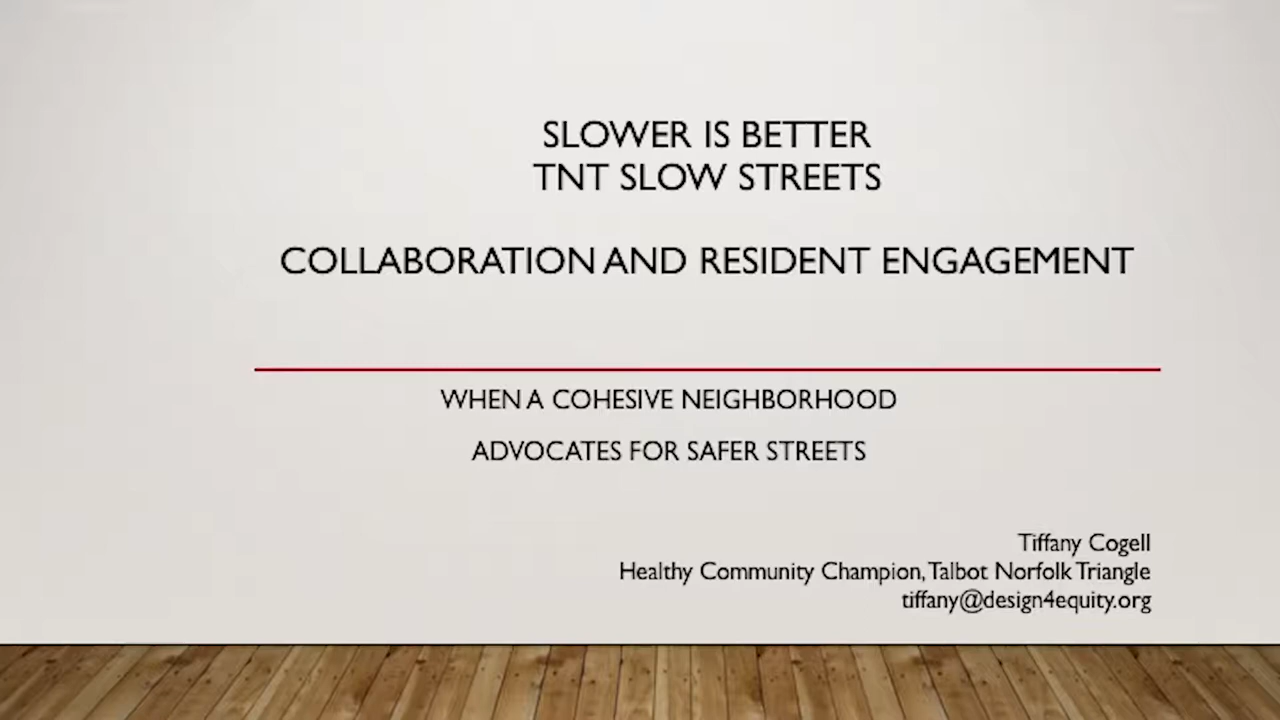 SLOWER IS BETTER
TNT SLOW STREETS
COLLABORATION AND RESIDENT ENGAGEMENT
WHEN A COHESIVE NEIGHBORHOOD
ADVOCATES FOR SAFER STREETS
Tiffany Cogell
Healthy Community Champion, Talbot Norfolk Triangle
tiffany@design4equity.org